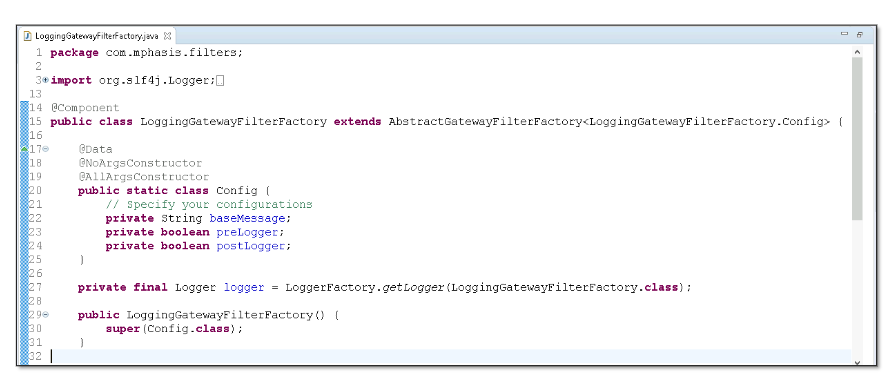 LoggingGatewayFilterFactory.java
1 package com.mphasis.filters;
2
3 import org.slf4j.Logger;
13
14 @Component
15 public class LoggingGatewayFilterFactory extends AbstractGatewayFilterFactory<LoggingGatewayFilterFactory.Config> {
16
17 @Data
18 @NoArgsConstructor
19 @AllArgsConstructor
20 public static class Config {
21 // Specify your configurations
22 private String baseMessage;
23 private boolean preLogger;
24 private boolean postLogger;
25 }
26
27 private final Logger logger = LoggerFactory.getLogger(LoggingGatewayFilterFactory.class);
28
29 public LoggingGatewayFilterFactory() {
30 super(Config.class);
31 }
32